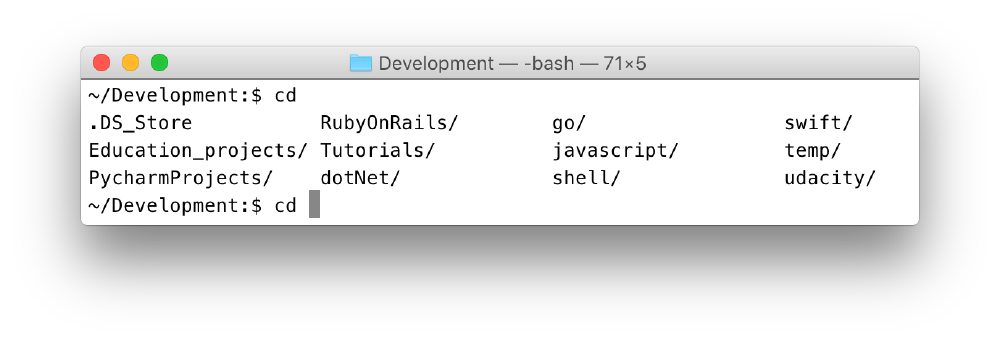 Development — -bash — 71×5
~/Development:$ cd
.DS_Store RubyOnRails/ go/ swift/
Education_projects/ Tutorials/ javascript/ temp/
PycharmProjects/ dotNet/ shell/ udacity/
~/Development:$ cd